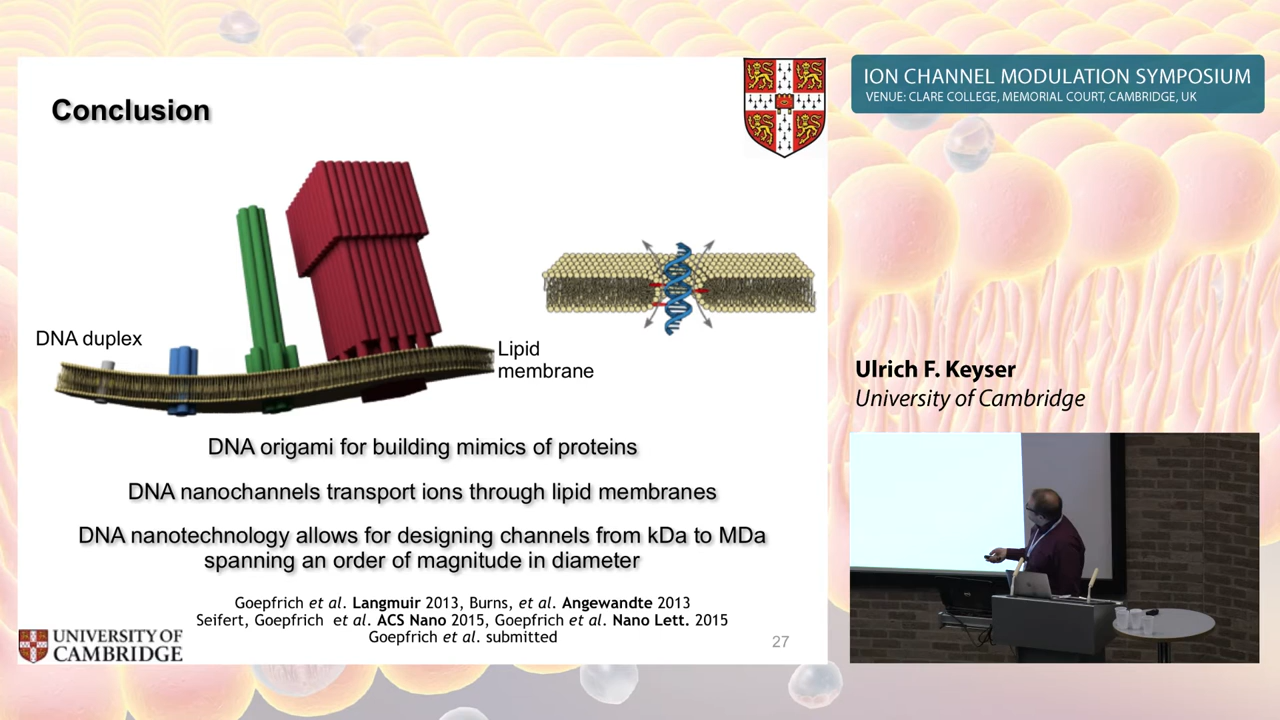 Conclusion
DNA duplex
Lipid
membrane
DNA origami for building mimics of proteins
DNA nanochannels transport ions through lipid membranes
DNA nanotechnology allows for designing channels from kDa to MDa
spanning an order of magnitude in diameter
Goepfrich et al. Langmuir 2013, Burns, et al. Angewandte 2013
Seifert, Goepfrich et al. ACS Nano 2015, Goepfrich et al. Nano Lett. 2015
Goepfrich et al. submitted
27
UNIVERSITY OF
CAMBRIDGE
ION CHANNEL MODULATION SYMPOSIUM
VENUE: CLARE COLLEGE, MEMORIAL COURT, CAMBRIDGE, UK
Ulrich F. Keyser
University of Cambridge